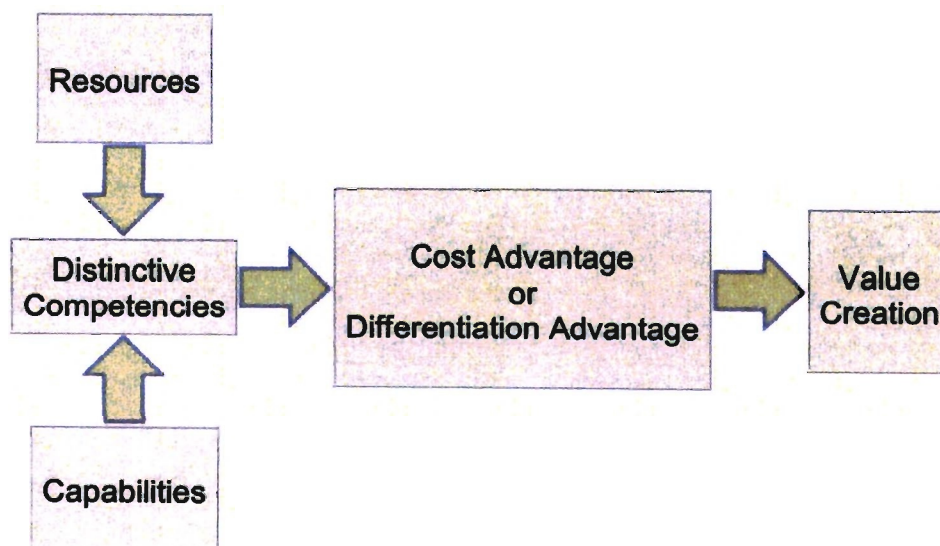 Resources
Distinctive
Competencies
Capabilities
Cost Advantage
or
Differentiation Advantage
Value
Creation